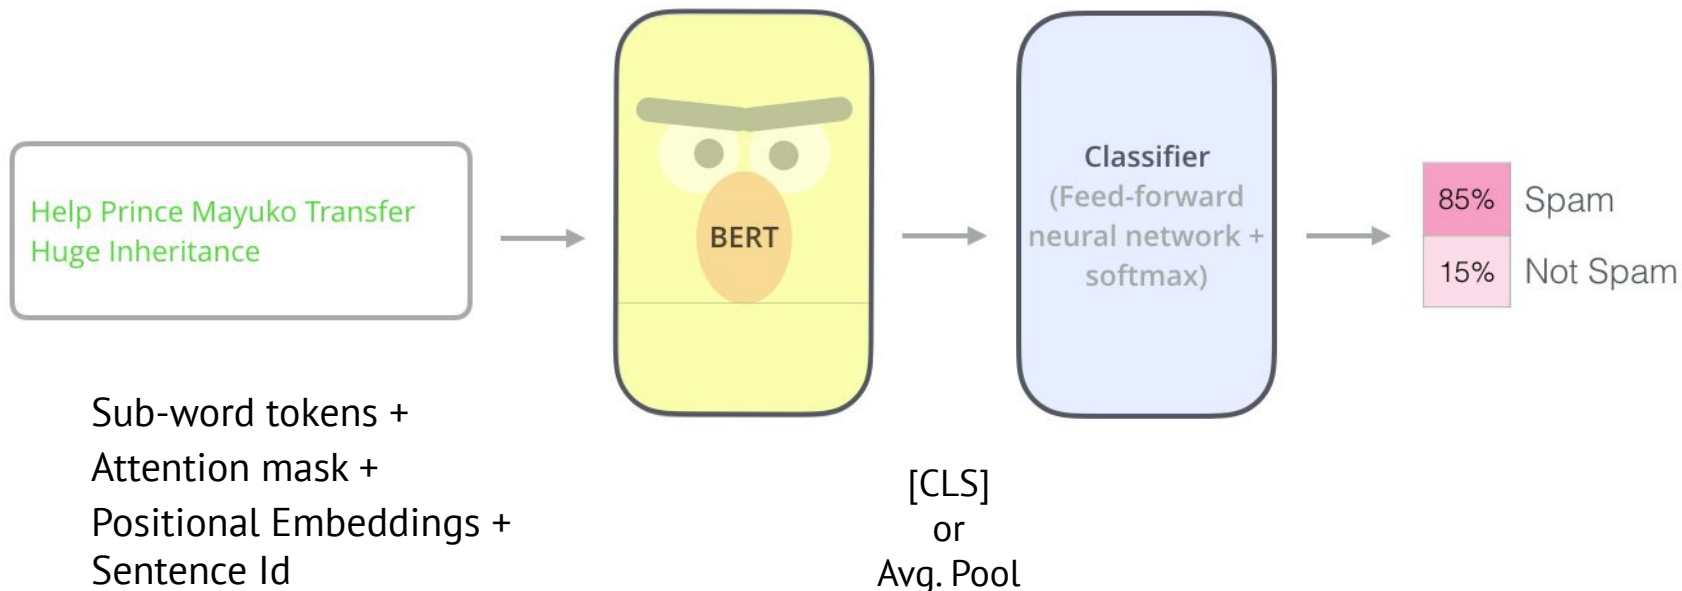 Help Prince Mayuko Transfer
Huge Inheritance
BERT
Classifier
(Feed-forward
neural network +
softmax)
85% Spam
15% Not Spam
Sub-word tokens +
Attention mask +
Positional Embeddings +
Sentence Id
[CLS]
or
Avg. Pool